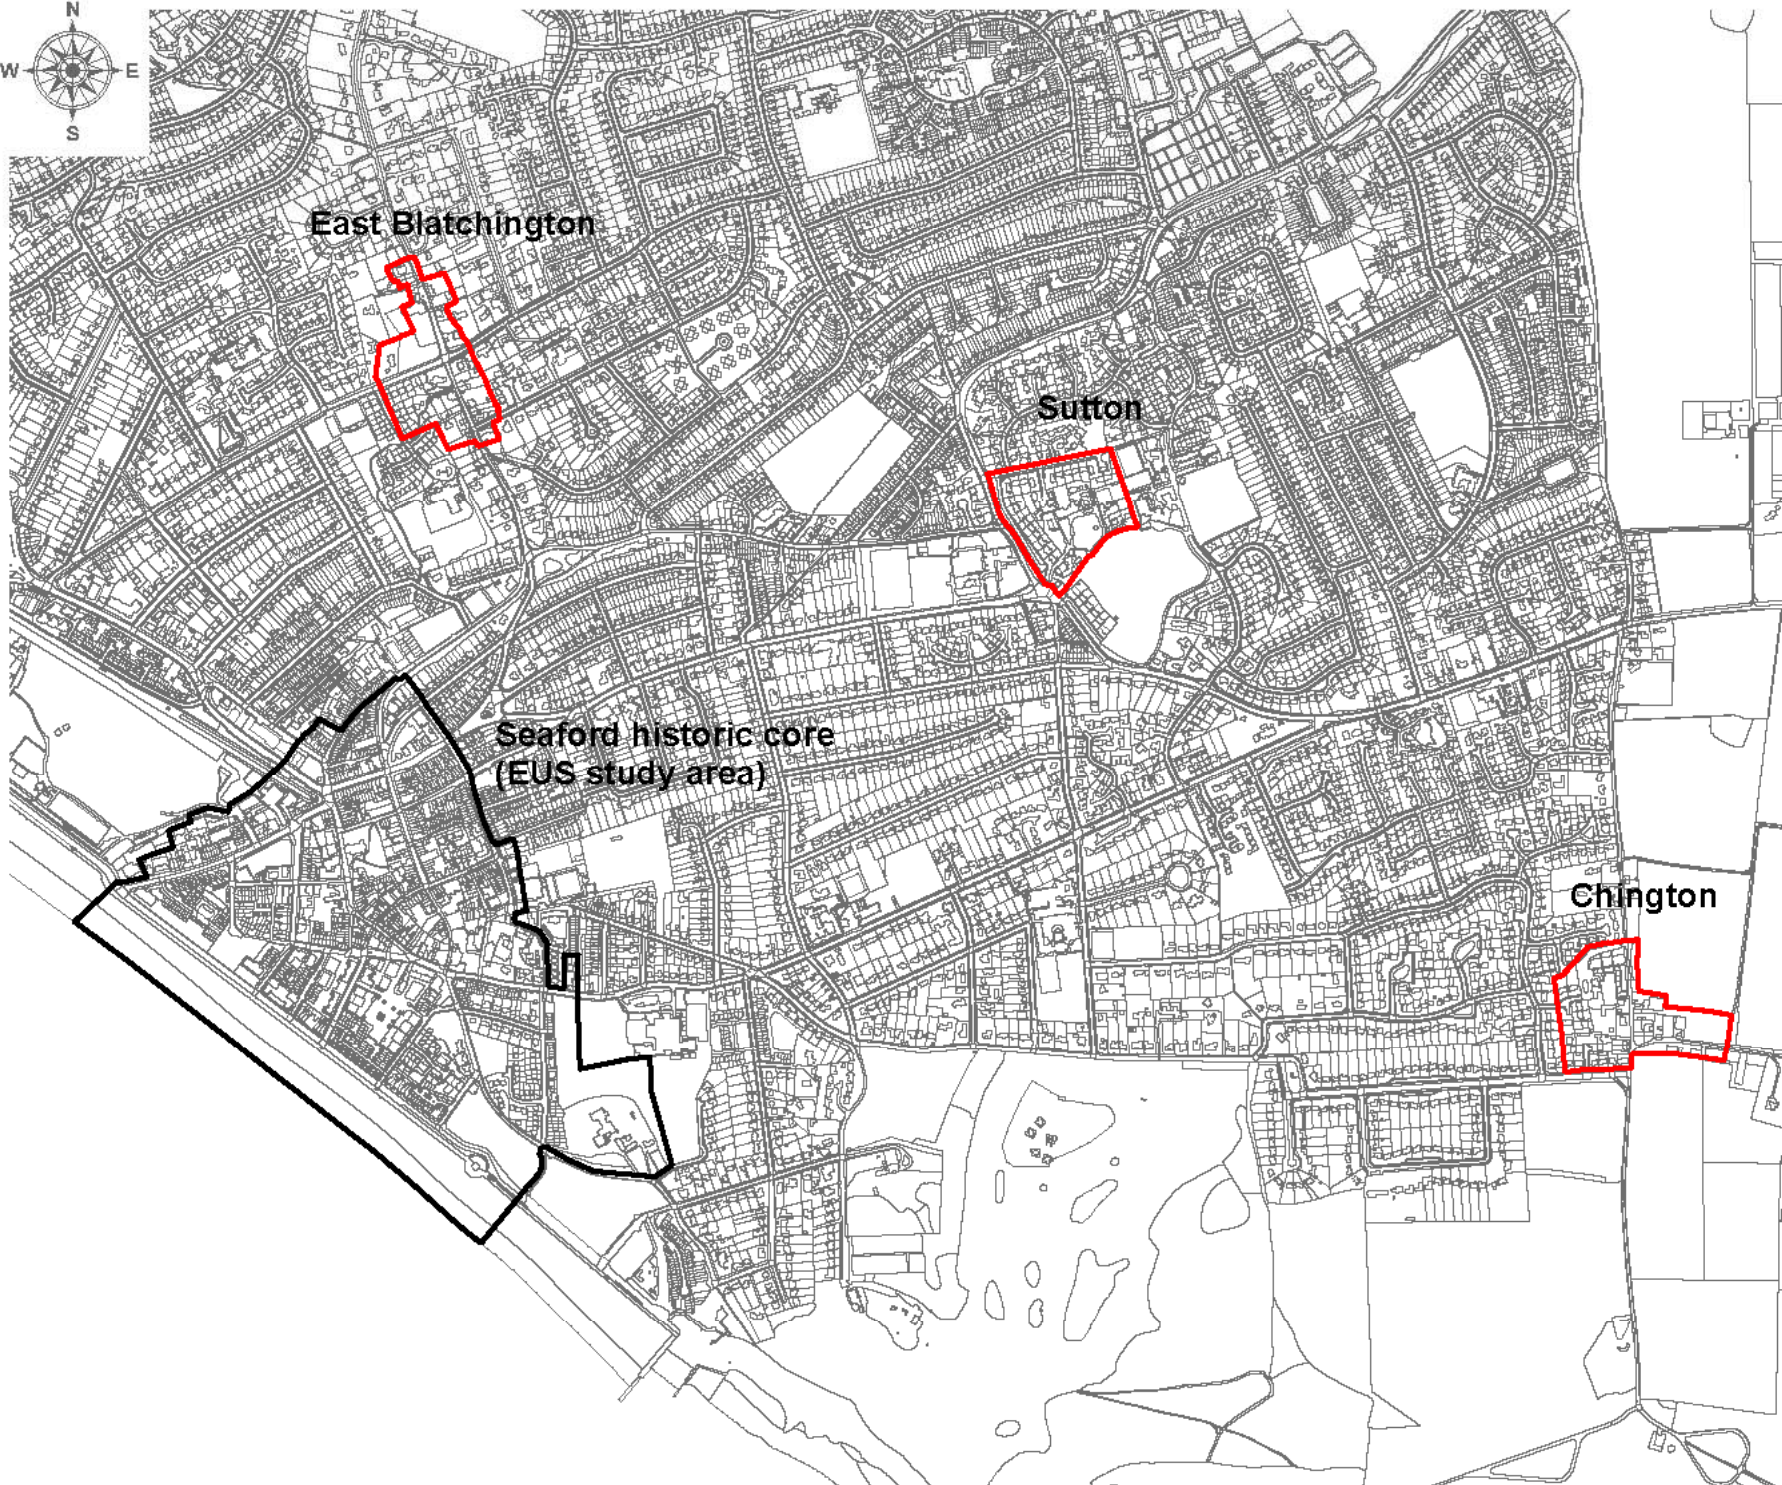 N
W
E
S
East Blatchington
Sutton
Seaford historic core
(EUS study area)
Chington